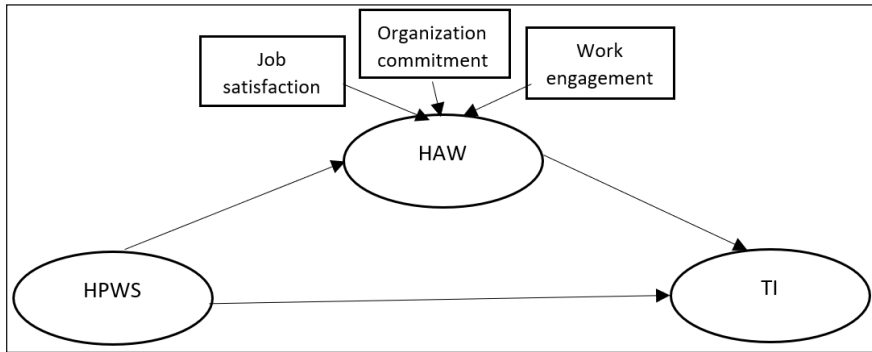 Job
satisfaction
Organization
commitment
Work
engagement
HAW
HPWS
TI